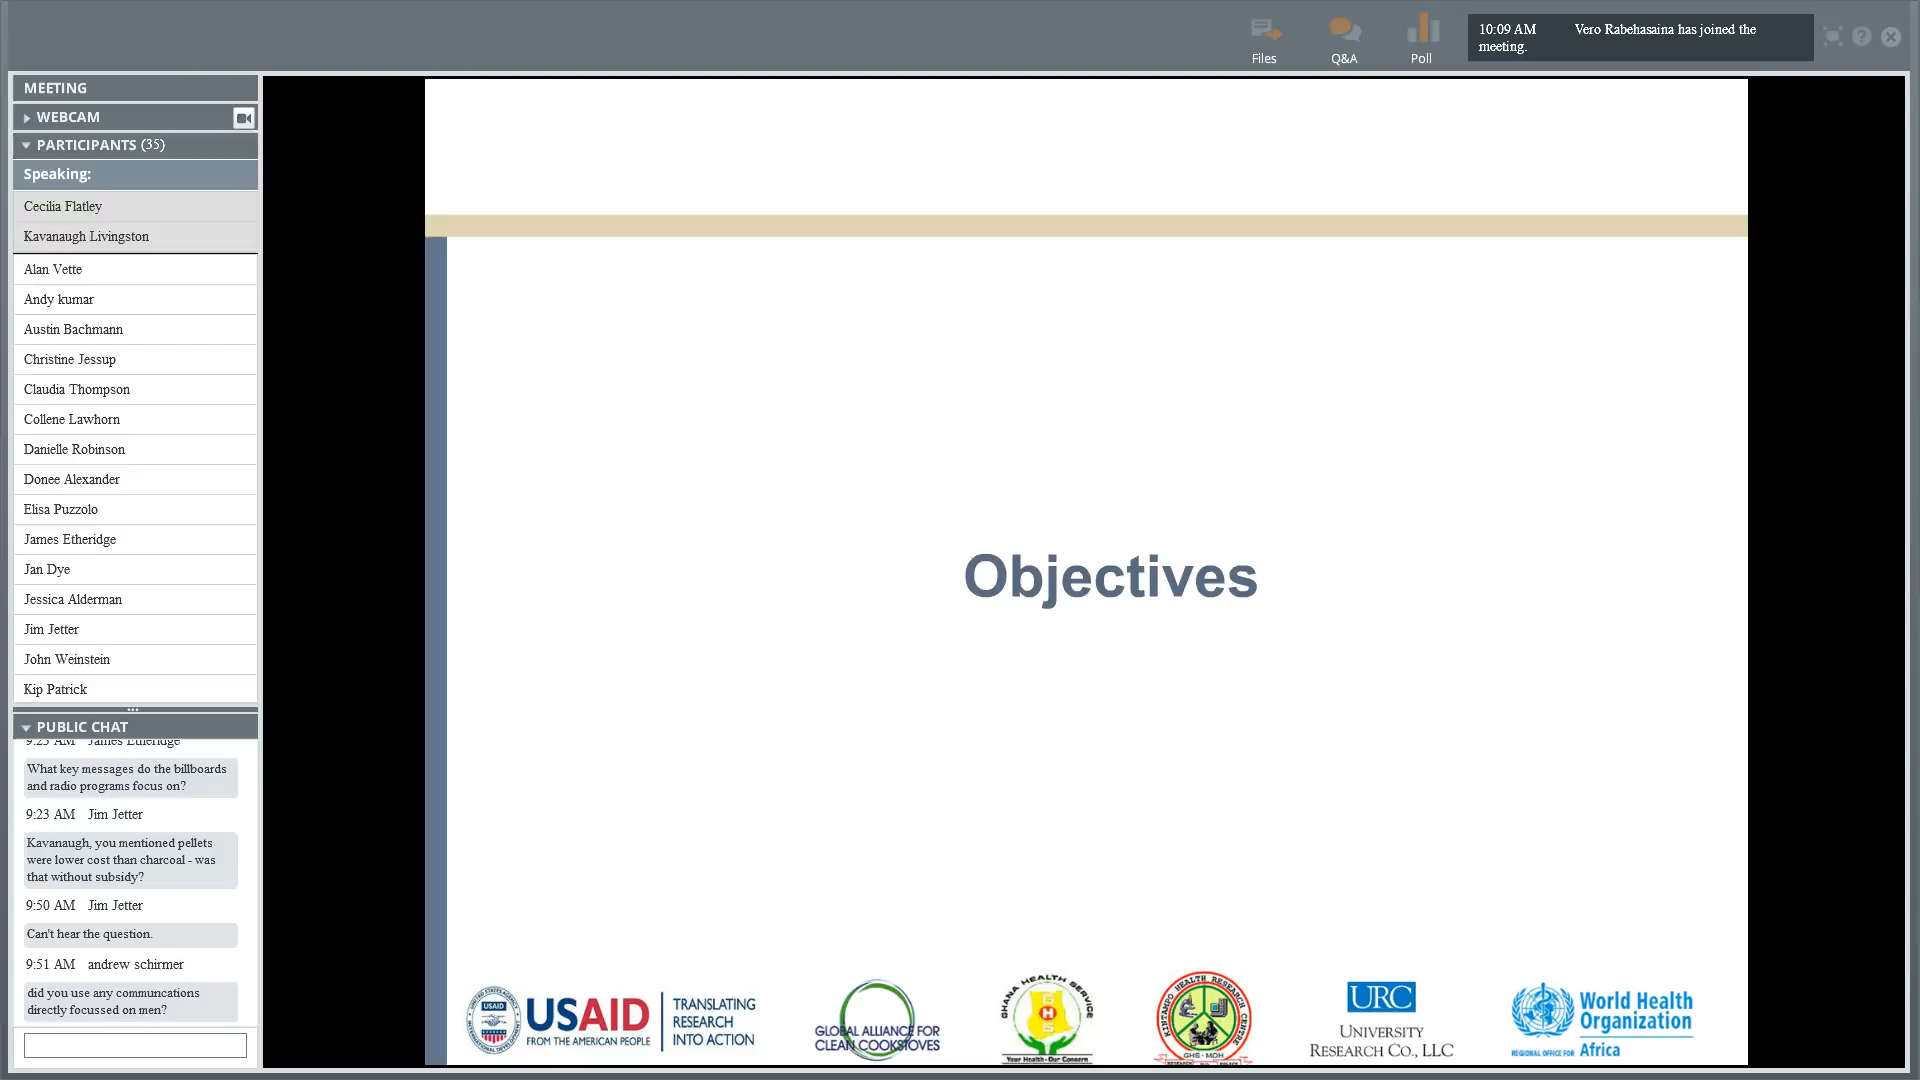 Files
Q&A
Poll
10:09 AM Vero Rabehasaina has joined the
meeting.
MEETING
WEBCAM
PARTICIPANTS (35)
Speaking:
Cecilia Flatley
Kavanaugh Livingston
Alan Vette
Andy kumar
Austin Bachmann
Christine Jessup
Claudia Thompson
Collene Lawhorn
Danielle Robinson
Donee Alexander
Elisa Puzzolo
James Etheridge
Jan Dye
Jessica Alderman
Jim Jetter
John Weinstein
Kip Patrick
PUBLIC CHAT
9:23 AM James Etheridge
What key messages do the billboards
and radio programs focus on?
9:23 AM Jim Jetter
Kavanaugh, you mentioned pellets
were lower cost than charcoal - was
that without subsidy?
9:50 AM Jim Jetter
Can't hear the question.
9:51 AM andrew schirmer
did you use any communcations
directly focussed on men?
Objectives
USAID
USAID
FROM THE AMERICAN PEOPLE
TRANSLATING
RESEARCH
INTO ACTION
GLOBAL ALLIANCE FOR
CLEAN COOKSTOVES
GHANA HEALTH SERVICE
GHS
Your Health - Our Concern
KINTAMPO HEALTH RESEARCH CENTRE
GHS - MOH
URC
UNIVERSITY
RESEARCH CO., LLC
World Health
Organization
REGIONAL OFFICE FOR Africa